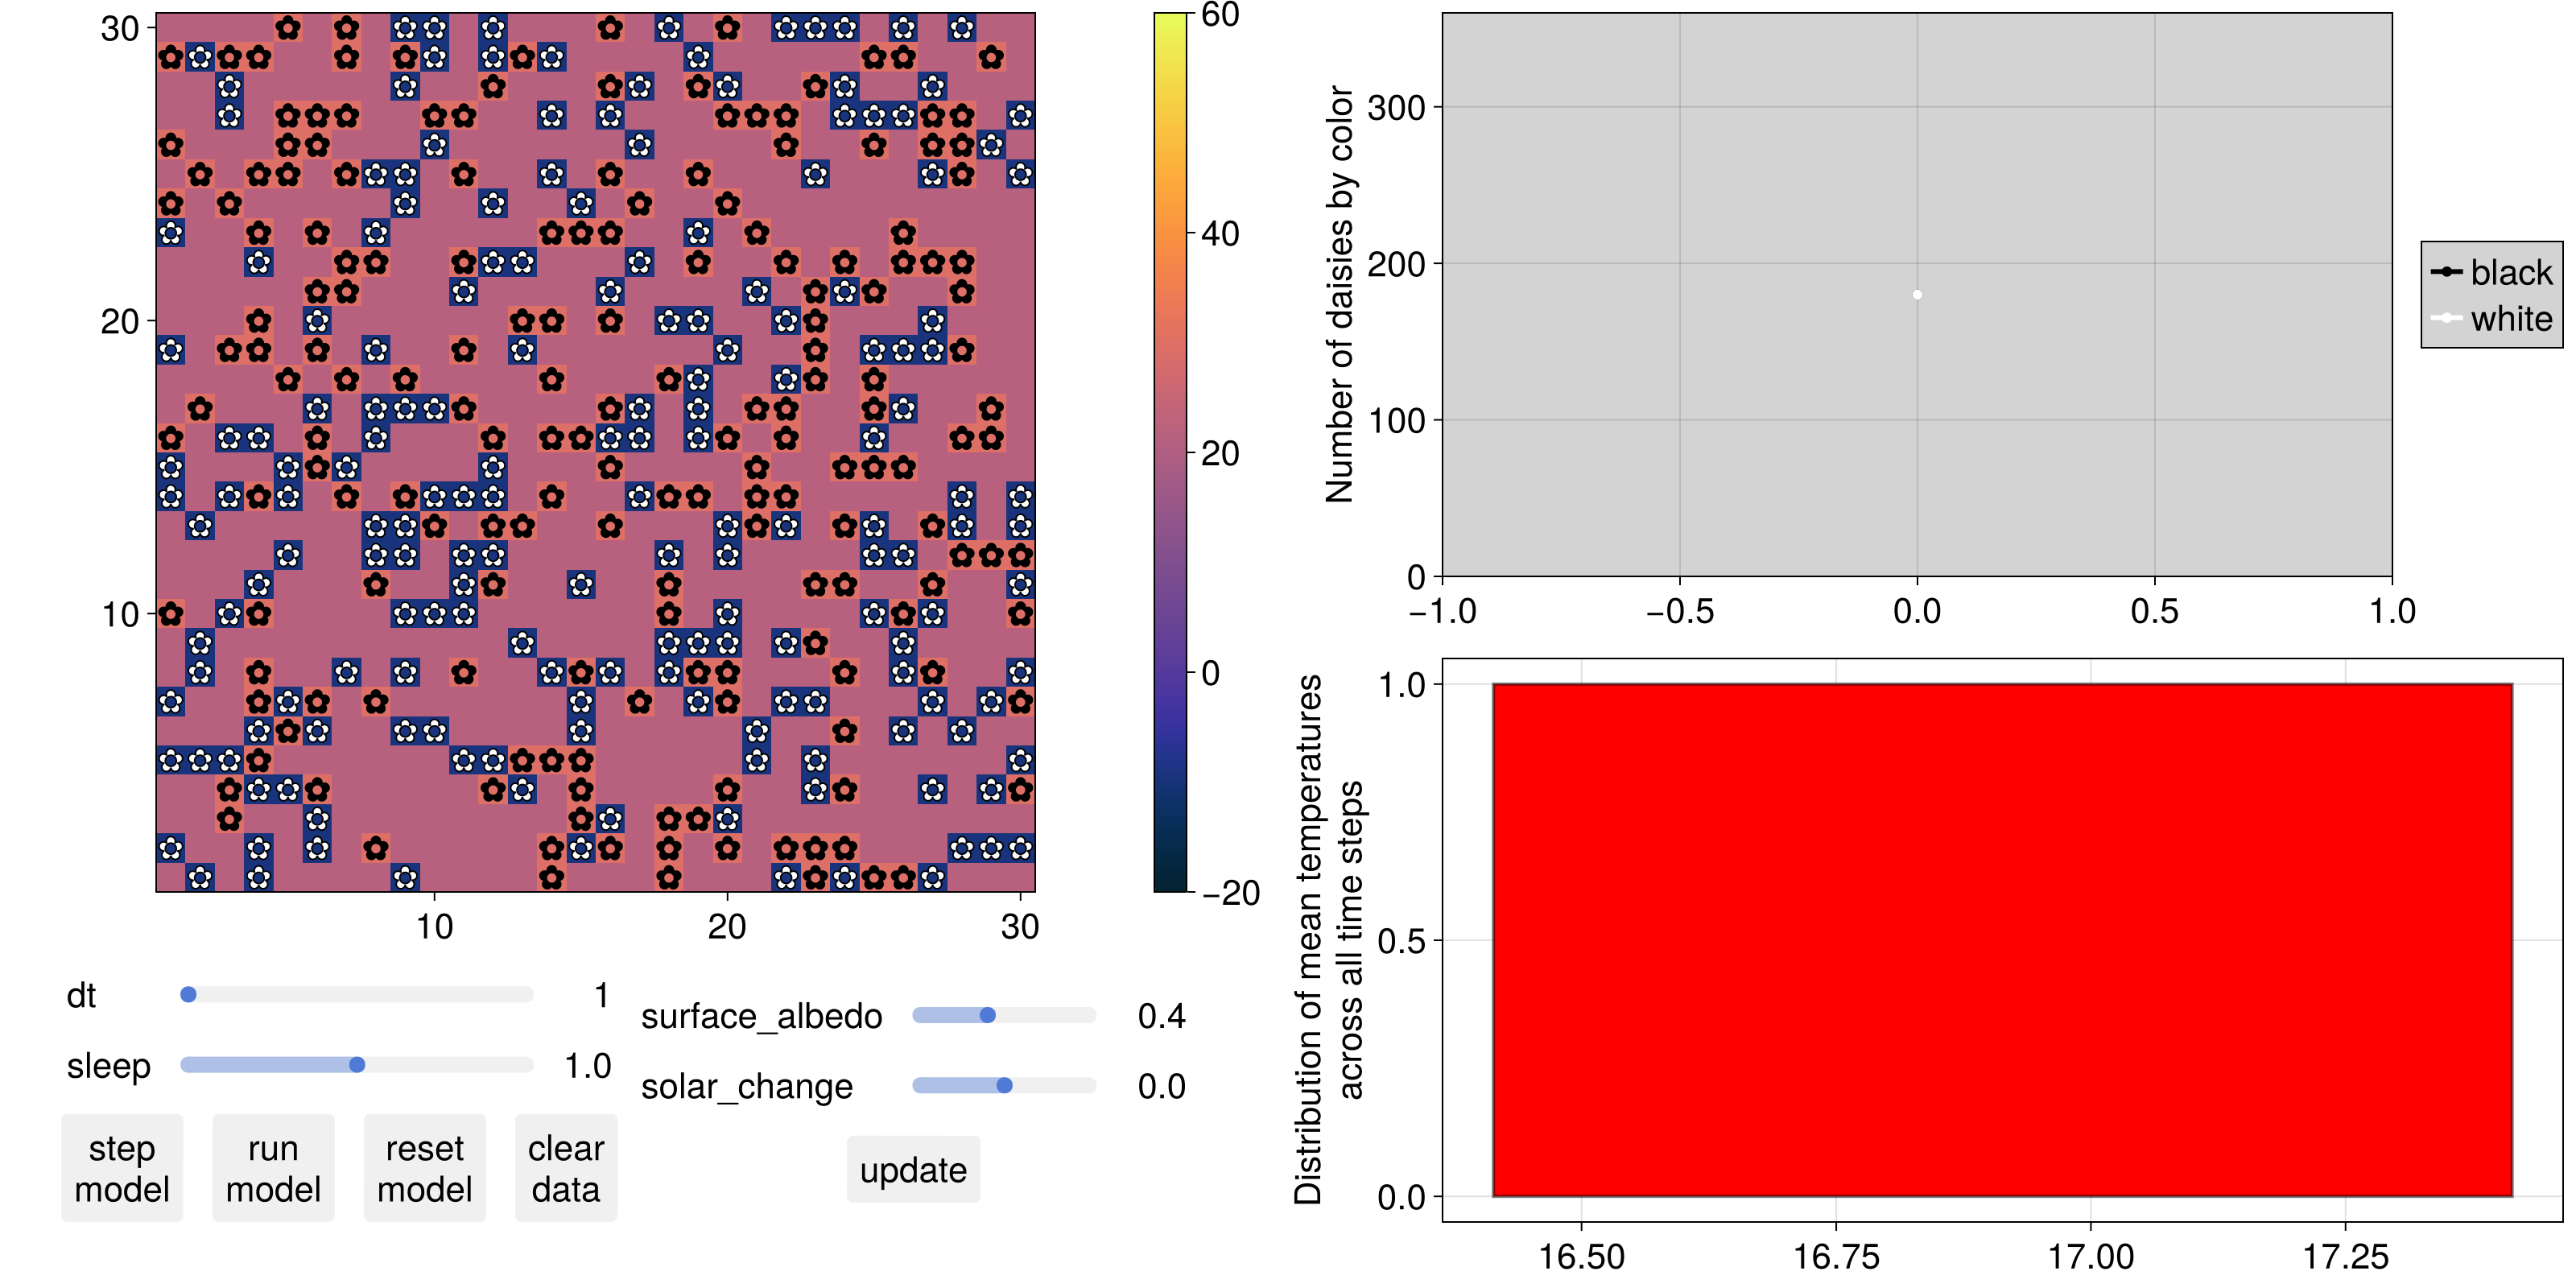 30
20
10
10
20
30
60
40
20
0
−20
Number of daisies by color
300
200
100
0
−1.0
−0.5
0.0
0.5
1.0
black
white
Distribution of mean temperatures
across all time steps
1.0
0.5
0.0
16.50
16.75
17.00
17.25
dt
1
sleep
1.0
surface_albedo
0.4
solar_change
0.0
step
model
run
model
reset
model
clear
data
update